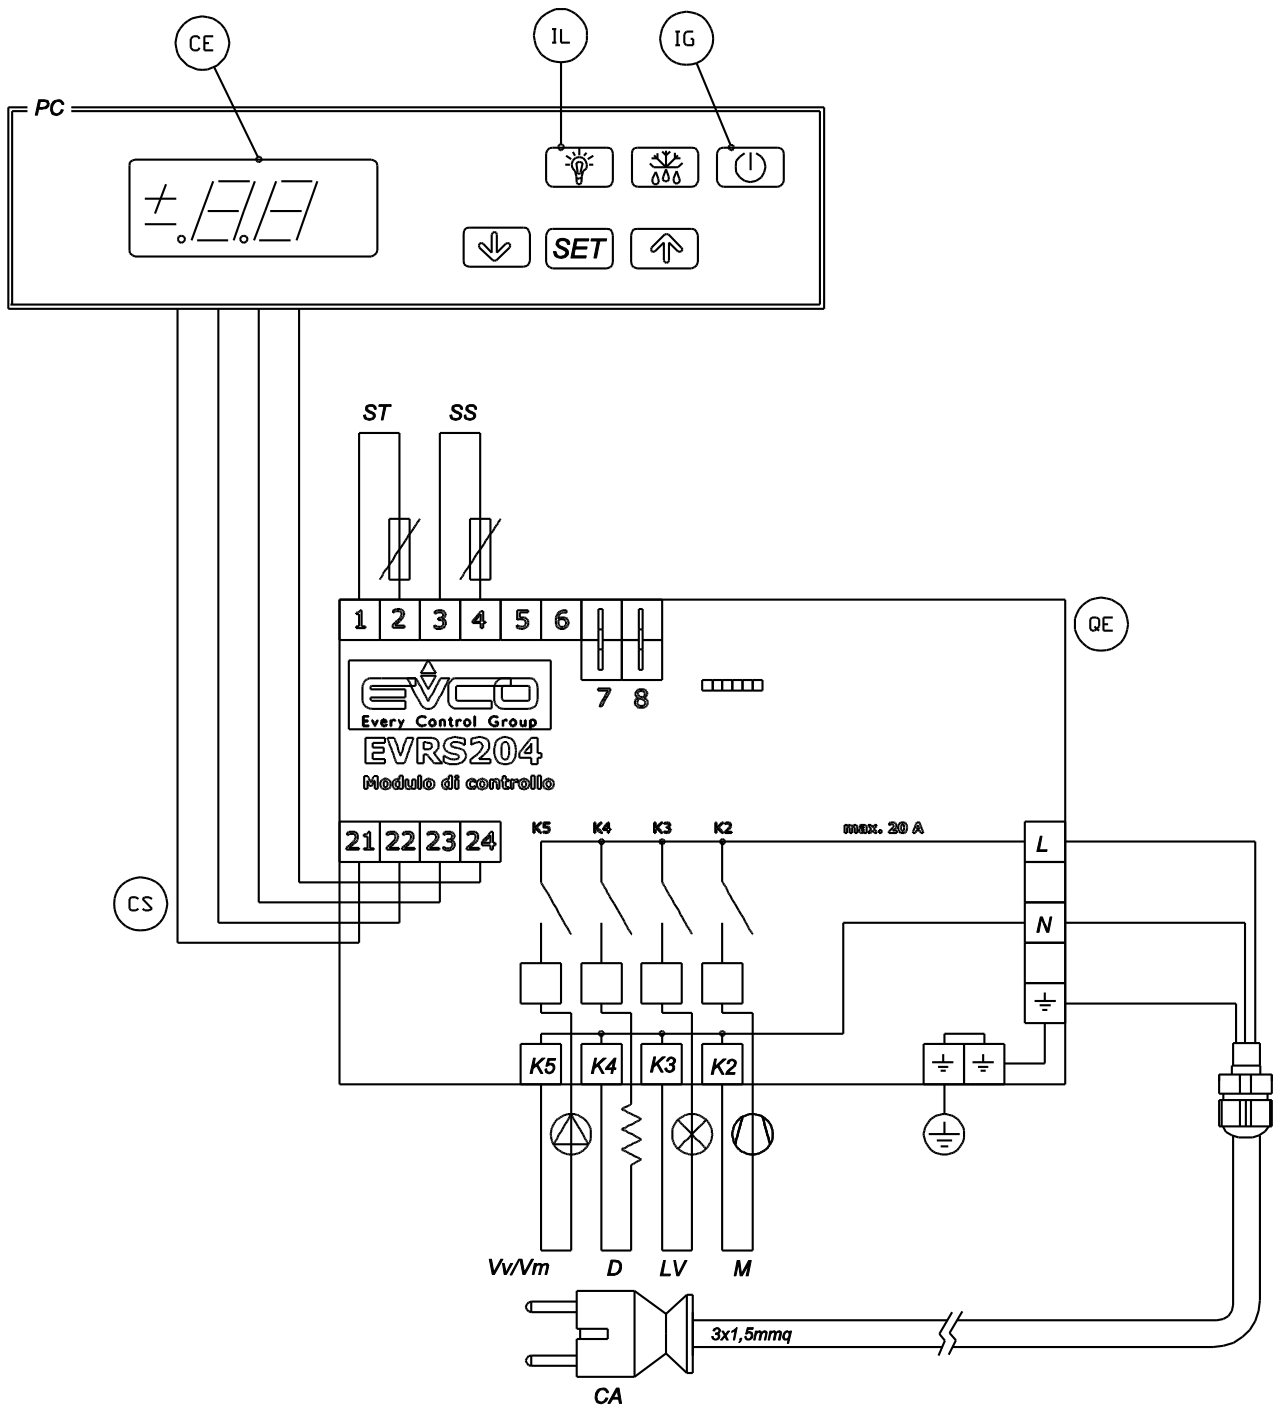 CE
IL
IG
PC
SET
ST
SS
1 2 3 4 5 6
QE
7 8
EVCO
Every Control Group
EVRS204
Modulo di controllo
K5 K4 K3 K2 max. 20 A
21 22 23 24
L
CS
N
K5 K4 K3 K2
Vv/Vm D LV M
3x1,5mmq
CA